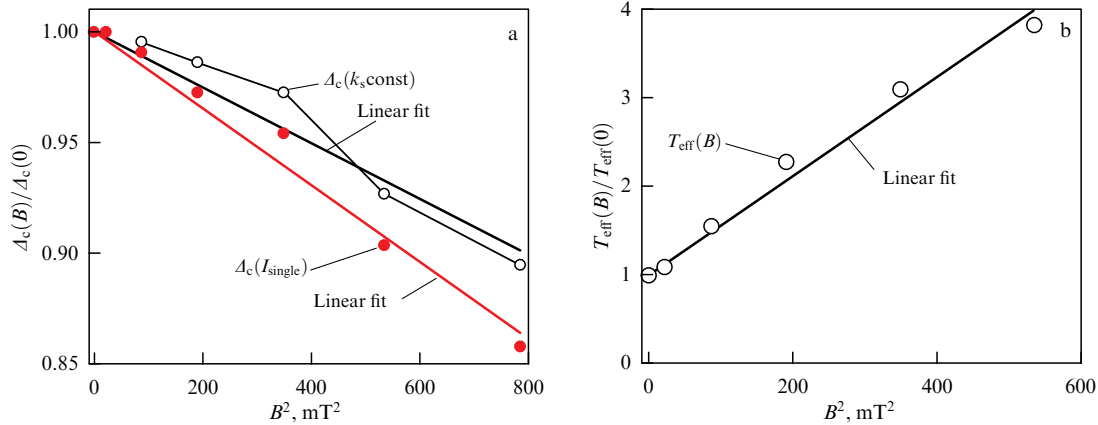 a
1.00
0.95
0.90
0.85
Δc(B)/Δc(0)
Δc(ksconst)
Linear fit
Δc(Isingle)
Linear fit
0 200 400 600 800
B², mT²
b
4
3
2
1
0
Teff(B)/Teff(0)
Teff(B)
Linear fit
0 200 400 600
B², mT²